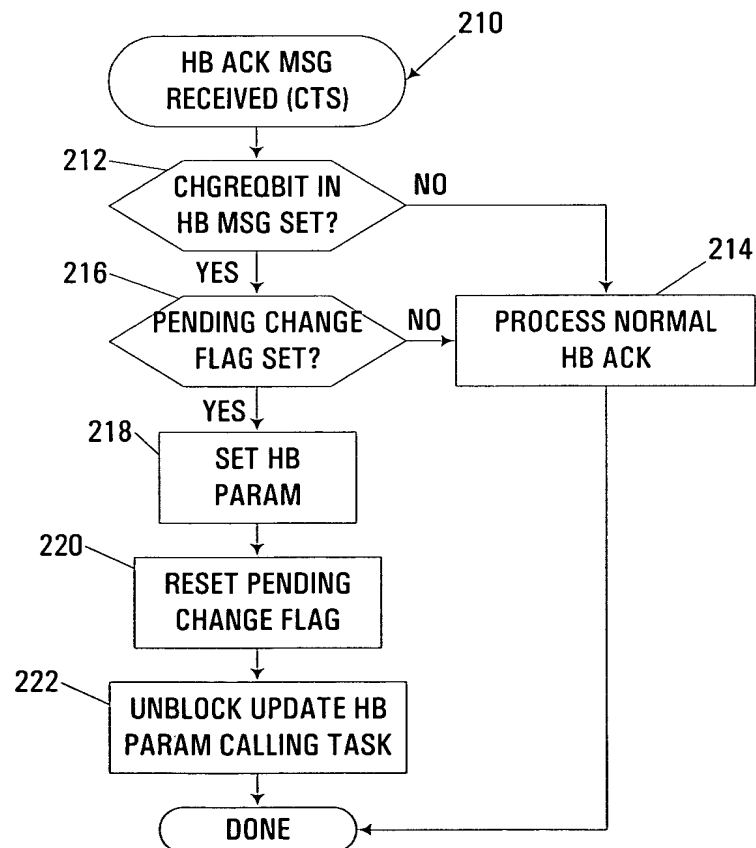 210
HB ACK MSG
RECEIVED (CTS)
212
CHGREQBIT IN
HB MSG SET?
NO
YES
214
216
PENDING CHANGE
FLAG SET?
NO
PROCESS NORMAL
HB ACK
YES
218
SET HB
PARAM
220
RESET PENDING
CHANGE FLAG
222
UNBLOCK UPDATE HB
PARAM CALLING TASK
DONE